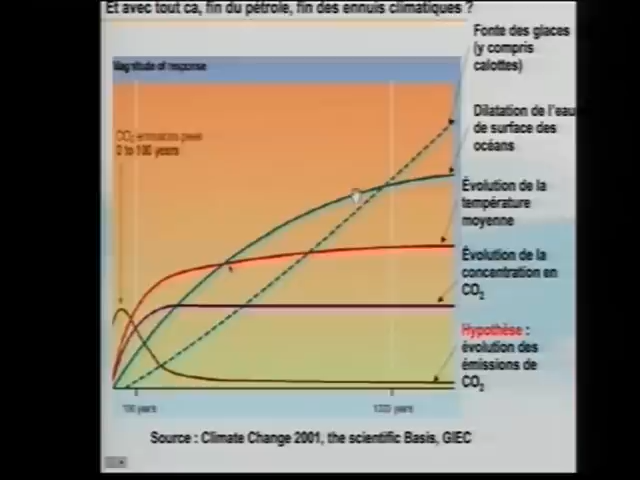 Et avec tout ca, fin du pétrole, fin des ennuis climatiques ?
Fonte des glaces
(y compris
calottes)
Magnitude of response
Dilatation de l'eau
de surface des
océans
CO2 emissions peak
0 to 100 years
Évolution de la
température
moyenne
Évolution de la
concentration en
CO2
Hypothèse :
évolution des
émissions de
CO2
100 years
1000 years
Source : Climate Change 2001, the scientific Basis, GIEC